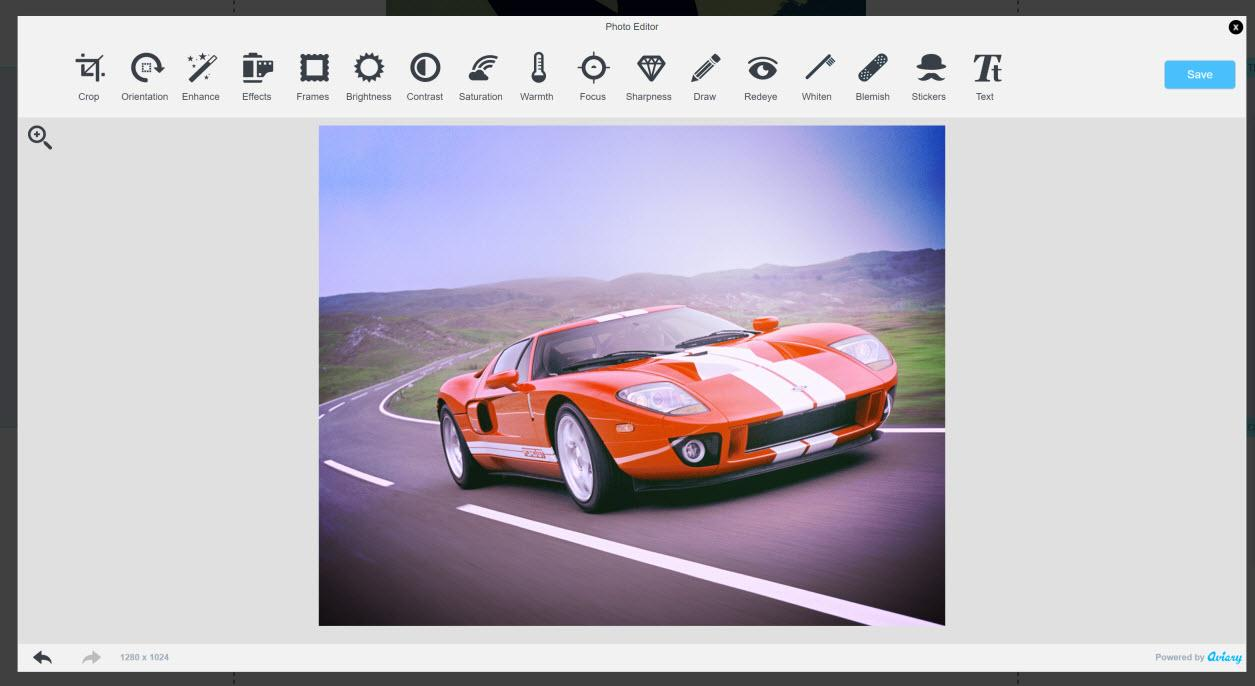 Photo Editor
x
Crop Orientation Enhance Effects Frames Brightness Contrast Saturation Warmth Focus Sharpness Draw Redeye Whiten Blemish Stickers Text
Tt
Save
1280 x 1024
Powered by aviary